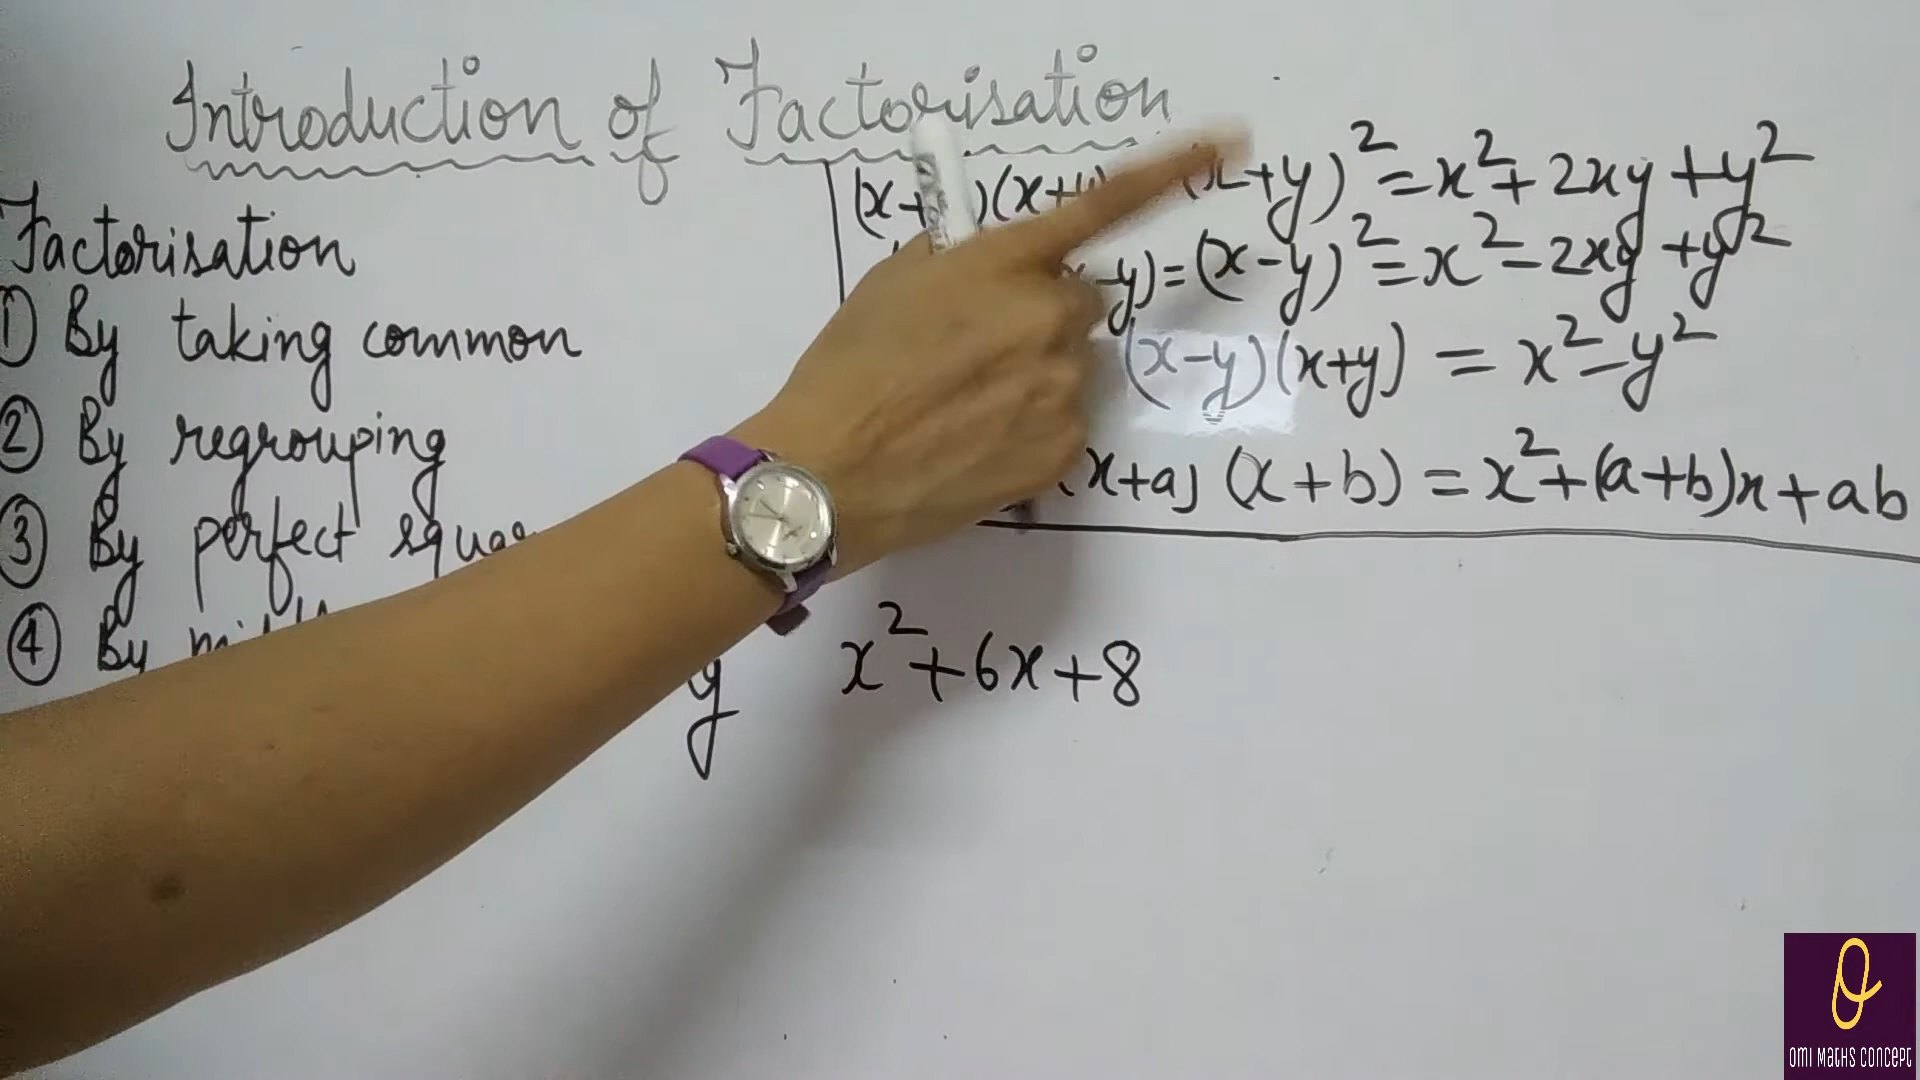 Introduction of Factorisation
Factorisation
① By taking common
② By regrouping
③ By perfect
④ By
(x+y)²=x²+2xy+y²
-y)=(x-y)²=x²-2xy+y²
(x-y)(x+y) = x²-y²
(x+a) (x+b) = x²+(a+b)x+ab
x²+6x+8
OMI MATHS CONCEPT